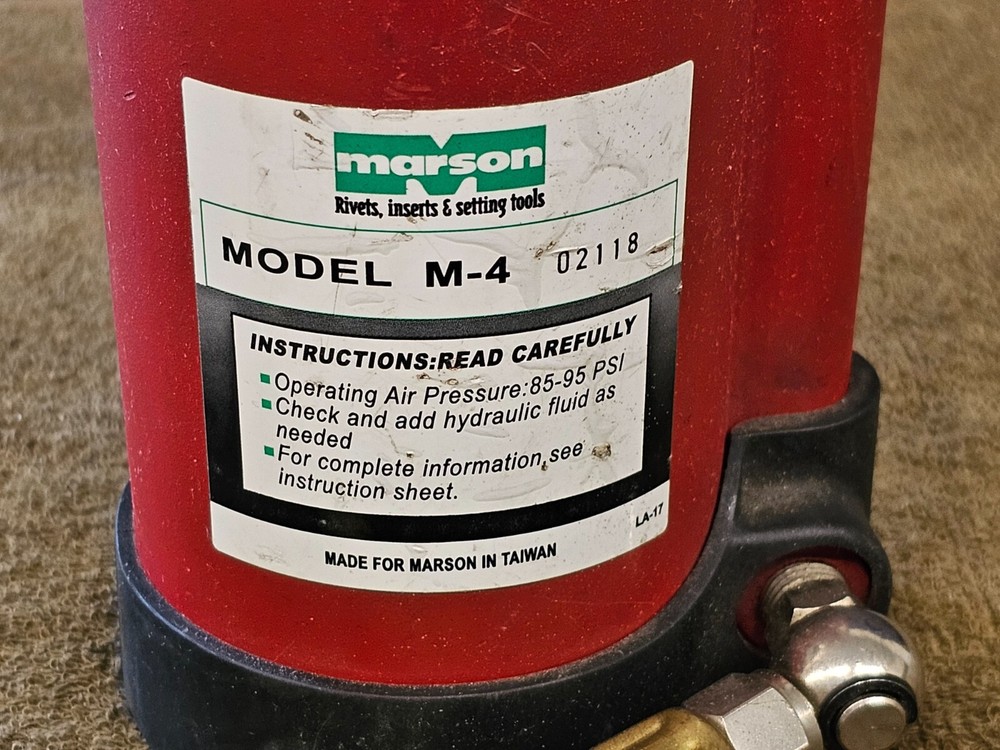 marson
Rivets, inserts & setting tools
MODEL M-4 02118
INSTRUCTIONS:READ CAREFULLY
Operating Air Pressure:85-95 PSI
Check and add hydraulic fluid as
needed
For complete information,see
instruction sheet.
LA-17
MADE FOR MARSON IN TAIWAN